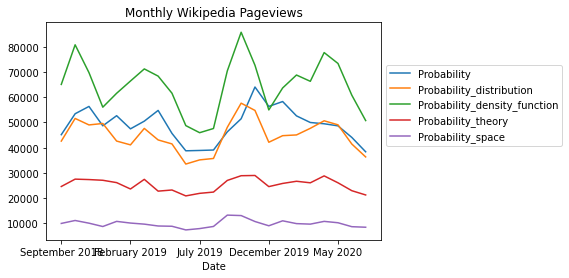 Monthly Wikipedia Pageviews
80000
70000
60000
50000
40000
30000
20000
10000
September 2018 February 2019 July 2019 December 2019 May 2020
Date
Probability
Probability_distribution
Probability_density_function
Probability_theory
Probability_space